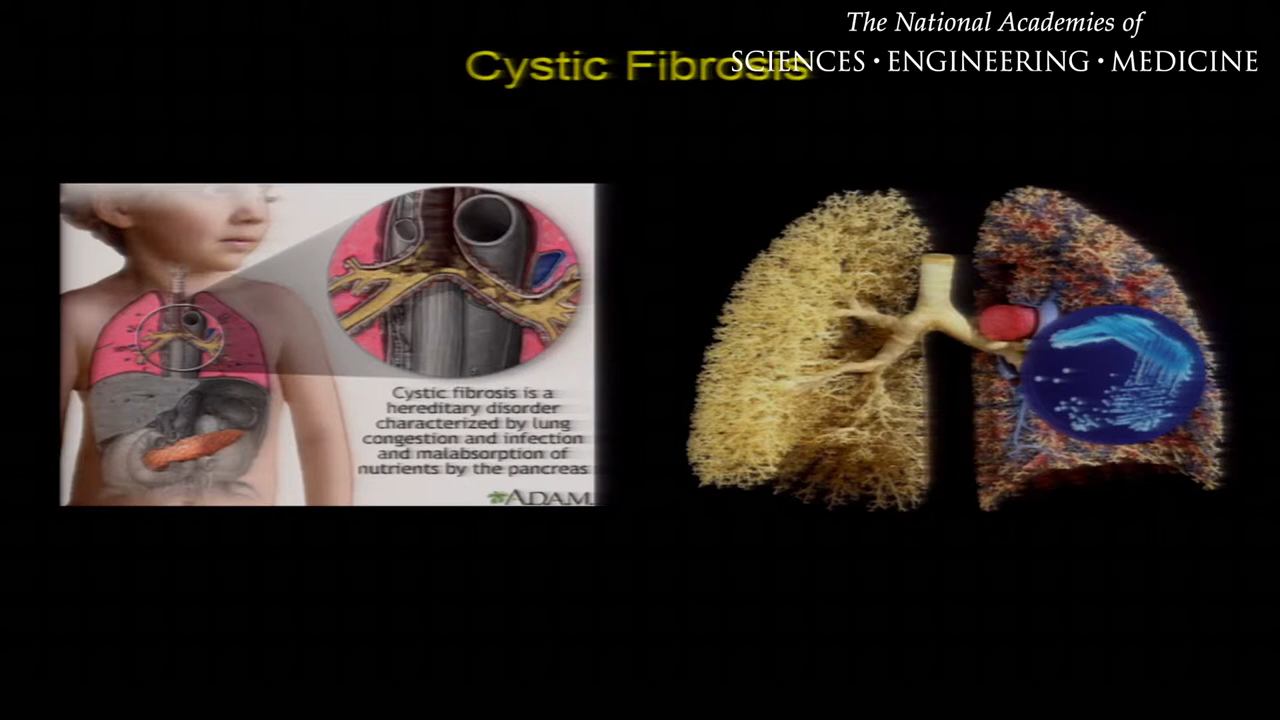 The National Academies of
SCIENCES • ENGINEERING • MEDICINE
Cystic Fibrosis
Cystic fibrosis is a
hereditary disorder
characterized by lung
congestion and infection
and malabsorption of
nutrients by the pancreas
ADAM.